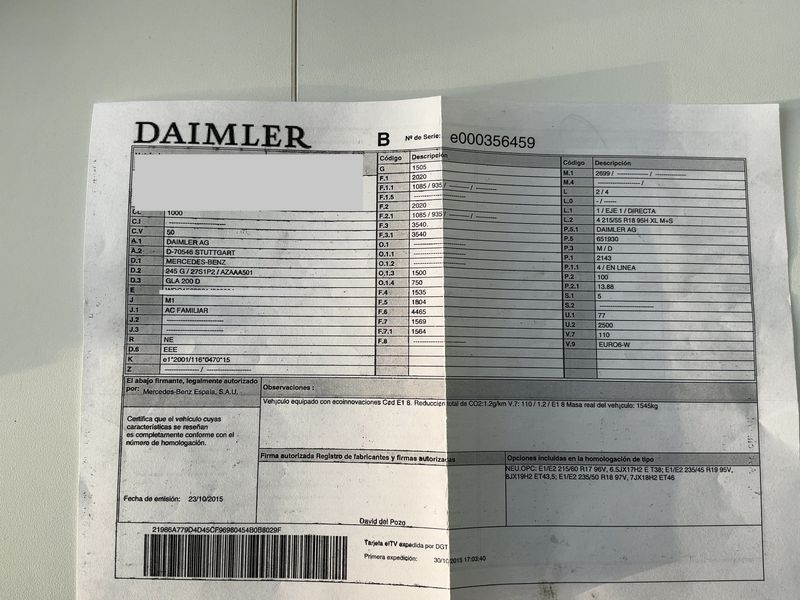 DAIMLER
B Nº de Serie: e000356459
Código Descripción
G 1505
F.1 2020
F.1.1 1085 / 935 / ---------- / ----------
F.1.5 --------------------
F.2 2020
F.2.1 1085 / 935 / ---------- / ----------
F.3 3540
F.3.1 3540
O.1 --------------------
O.1.1 --------------------
O.1.2 --------------------
O.1.3 1500
O.1.4 750
F.4 1535
F.5 1804
F.6 4465
F.7 1569
F.7.1 1564
F.8 --------------------
Código Descripción
M.1 2699 / ---------- / ----------
M.4 ---------- /
L 2 / 4
L.0 - / ------
L.1 1 / EJE 1 / DIRECTA
L.2 4 215/55 R18 95H XL M+S
P.5.1 DAIMLER AG
P.5 651930
P.3 M / D
P.1 2143
P.1.1 4 / EN LINEA
P.2 100
P.2.1 13.88
S.1 5
S.2 --------------------
U.1 77
U.2 2500
V.7 110
V.9 EURO6-W
1000
C.I --------------------
C.V 50
A.1 DAIMLER AG
A.2 D-70546 STUTTGART
D.1 MERCEDES-BENZ
D.2 245 G / 27S1P2 / AZAAA501
D.3 GLA 200 D
E
J M1
J.1 AC FAMILIAR
J.2 --------------------
J.3 --------------------
R NE
D.6 EEE
K e1*2001/116*0470*15
Z ---------- / ----------
El abajo firmante, legalmente autorizado
por: Mercedes-Benz España, S.A.U.
Certifica que el vehículo cuyas
características se reseñan
es completamente conforme con el
número de homologación.
Fecha de emisión: 23/10/2015
Observaciones :
Vehículo equipado con ecoinnovaciones Cod E1 8. Reduccion total de CO2:1.2g/km V.7: 110 / 1.2 / E1 8 Masa real del vehículo: 1545kg
Firma autorizada Registro de fabricantes y firmas autorizadas
David del Pozo
Opciones incluidas en la homologación de tipo
NEU.OPC: E1/E2 215/60 R17 96V, 6.5JX17H2 E T38; E1/E2 235/45 R19 95V,
8JX19H2 ET43,5; E1/E2 235/50 R18 97V, 7JX18H2 ET46
21986A779D4D45CF96980454B0B8029F
Tarjeta eITV expedida por DGT
Primera expedición: 30/10/2015 17:03:40